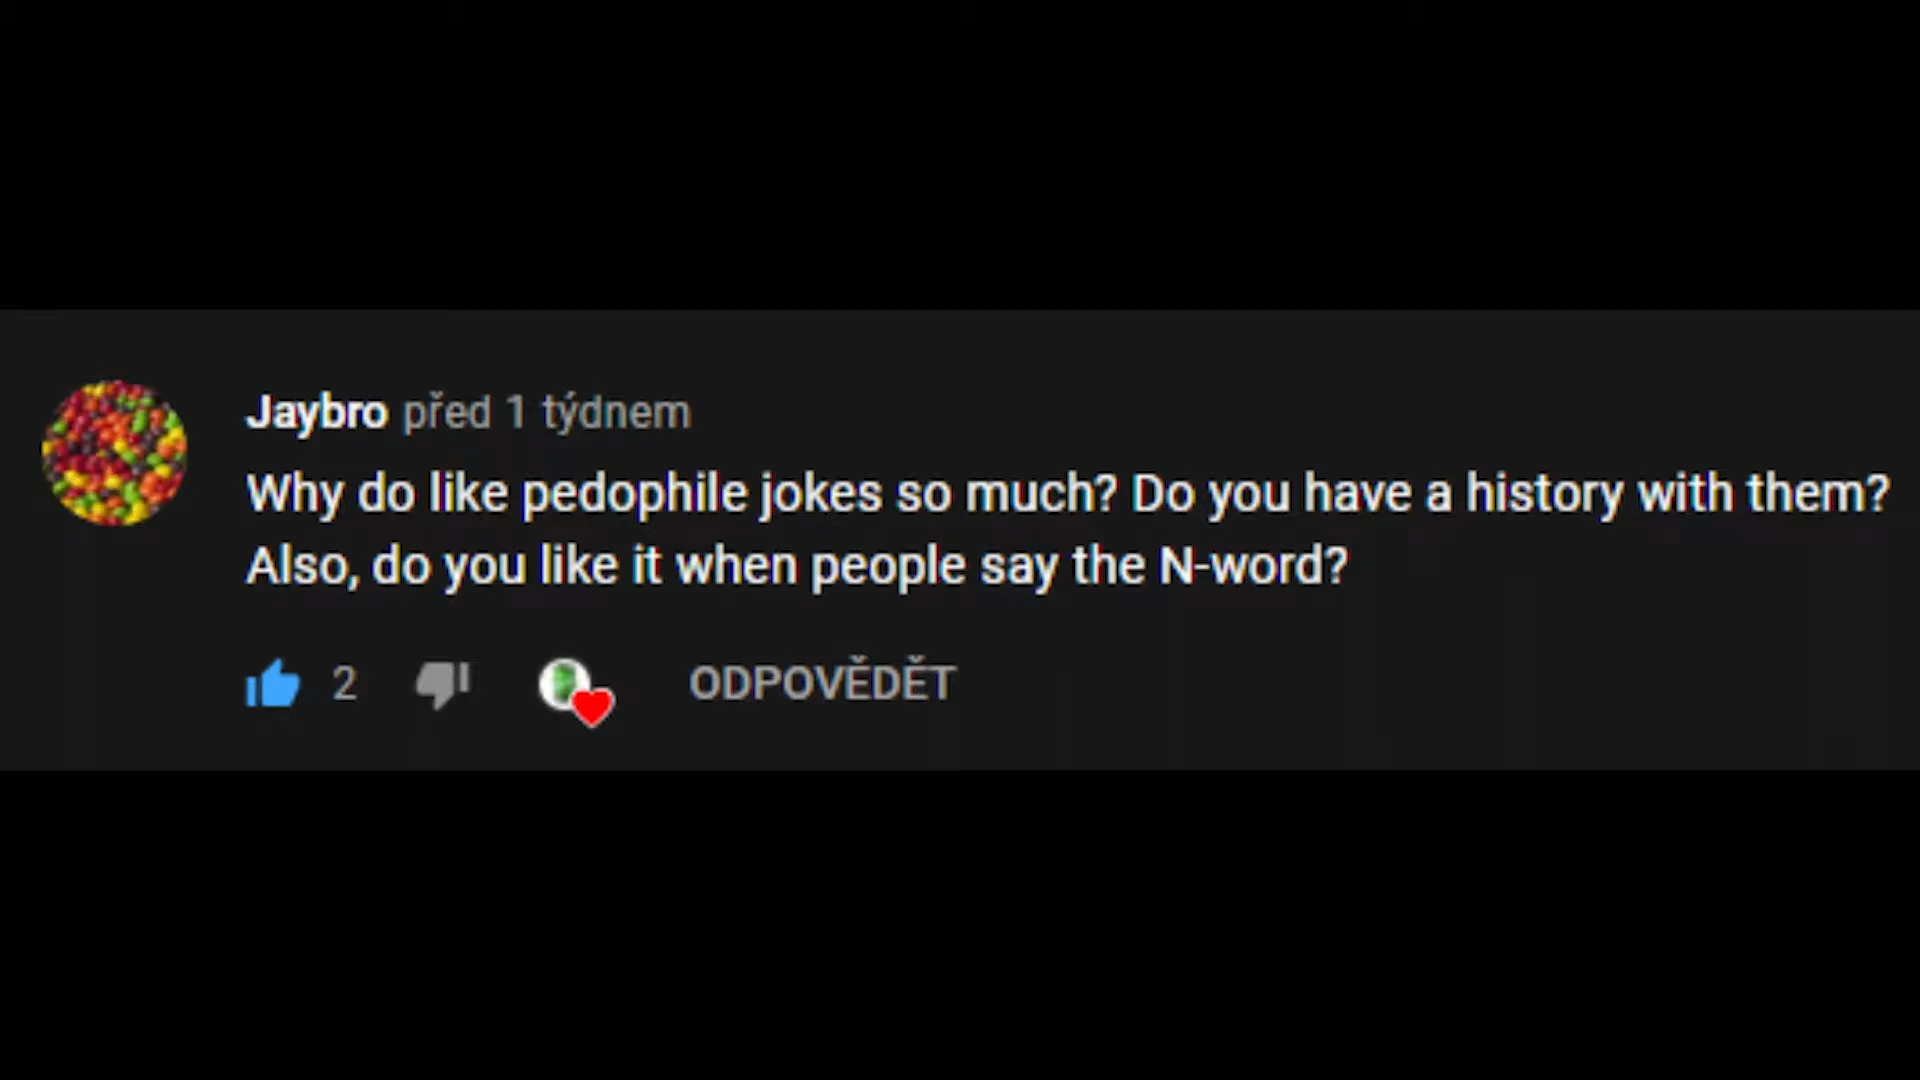 Jaybro před 1 týdnem
Why do like pedophile jokes so much? Do you have a history with them?
Also, do you like it when people say the N-word?
2 ODPOVĚDĚT